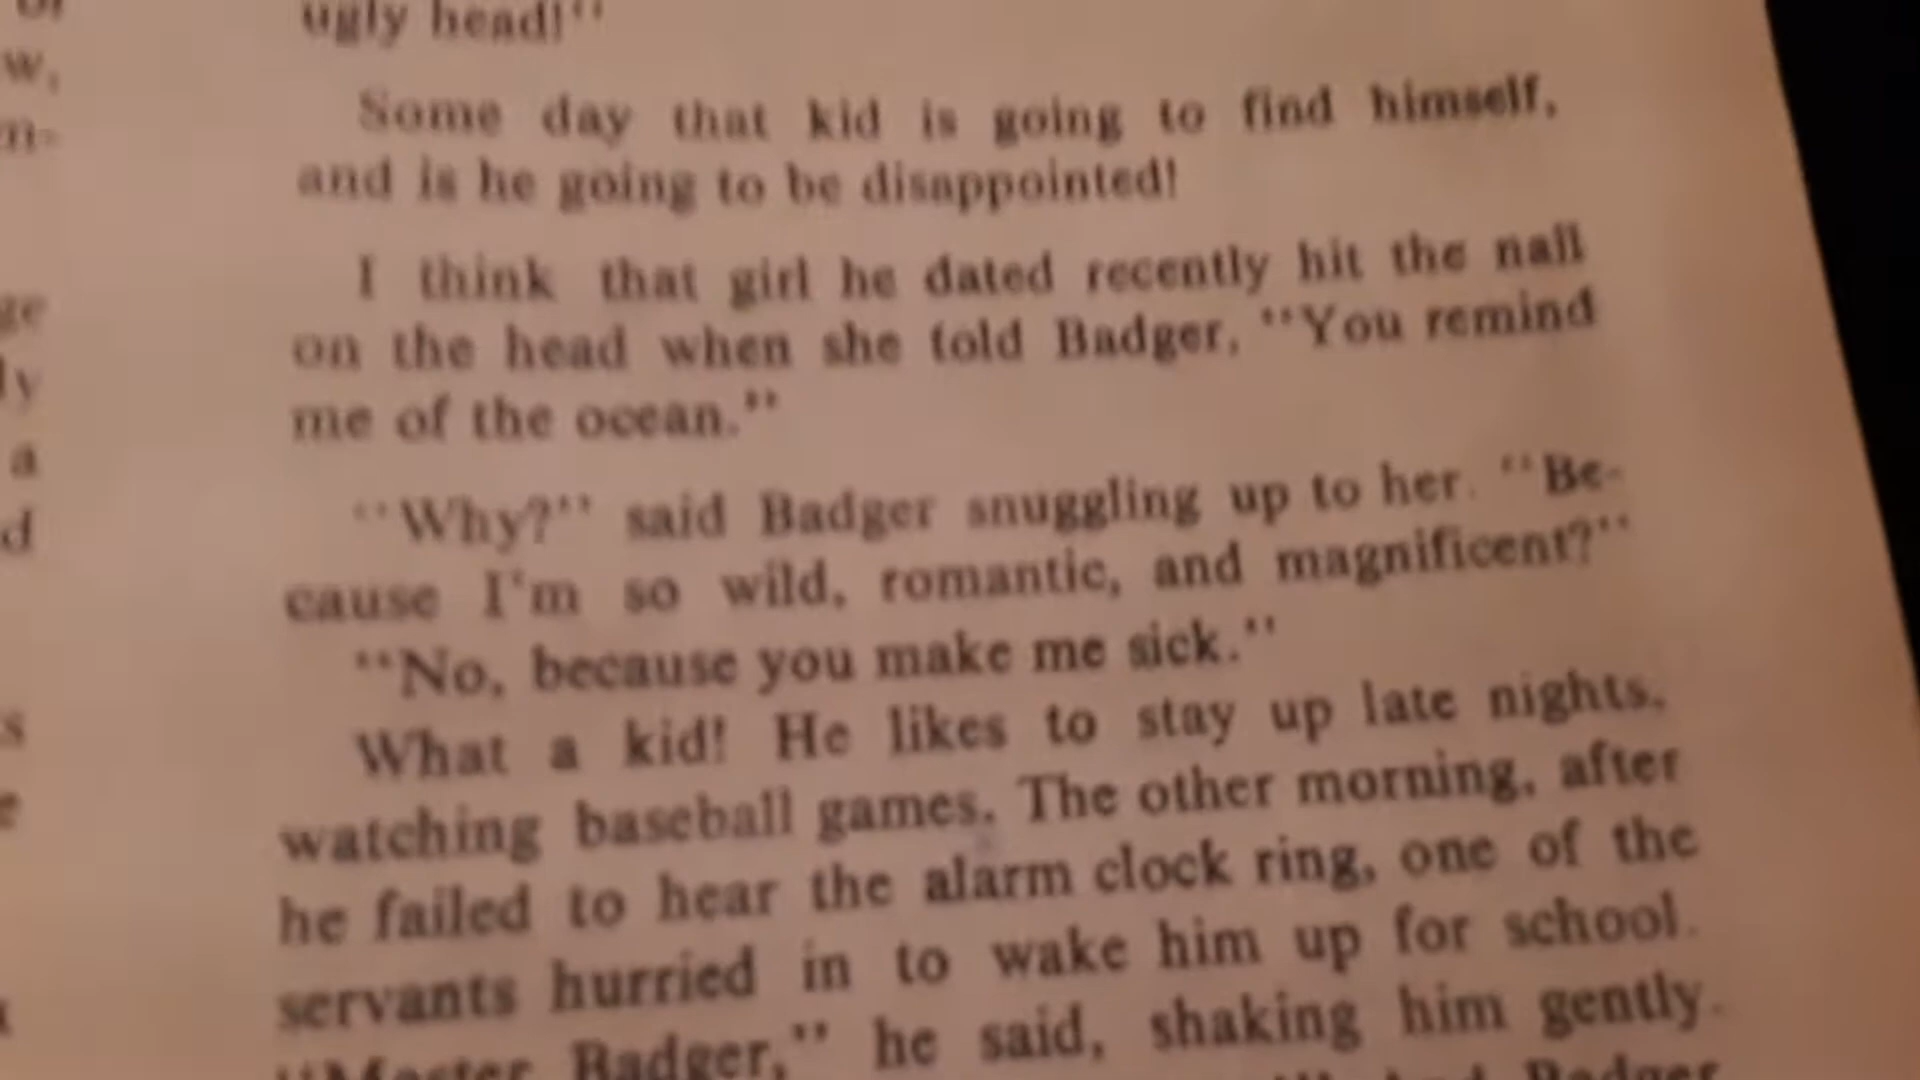 ugly head!"
Some day that kid is going to find himself,
and is he going to be disappointed!
I think that girl he dated recently hit the nail
on the head when she told Badger, "You remind
me of the ocean."
"Why?" said Badger snuggling up to her. "Be-
cause I'm so wild, romantic, and magnificent?"
"No, because you make me sick."
What a kid! He likes to stay up late nights,
watching baseball games. The other morning, after
he failed to hear the alarm clock ring, one of the
servants hurried in to wake him up for school.
"Master Badger," he said, shaking him gently.
Badger